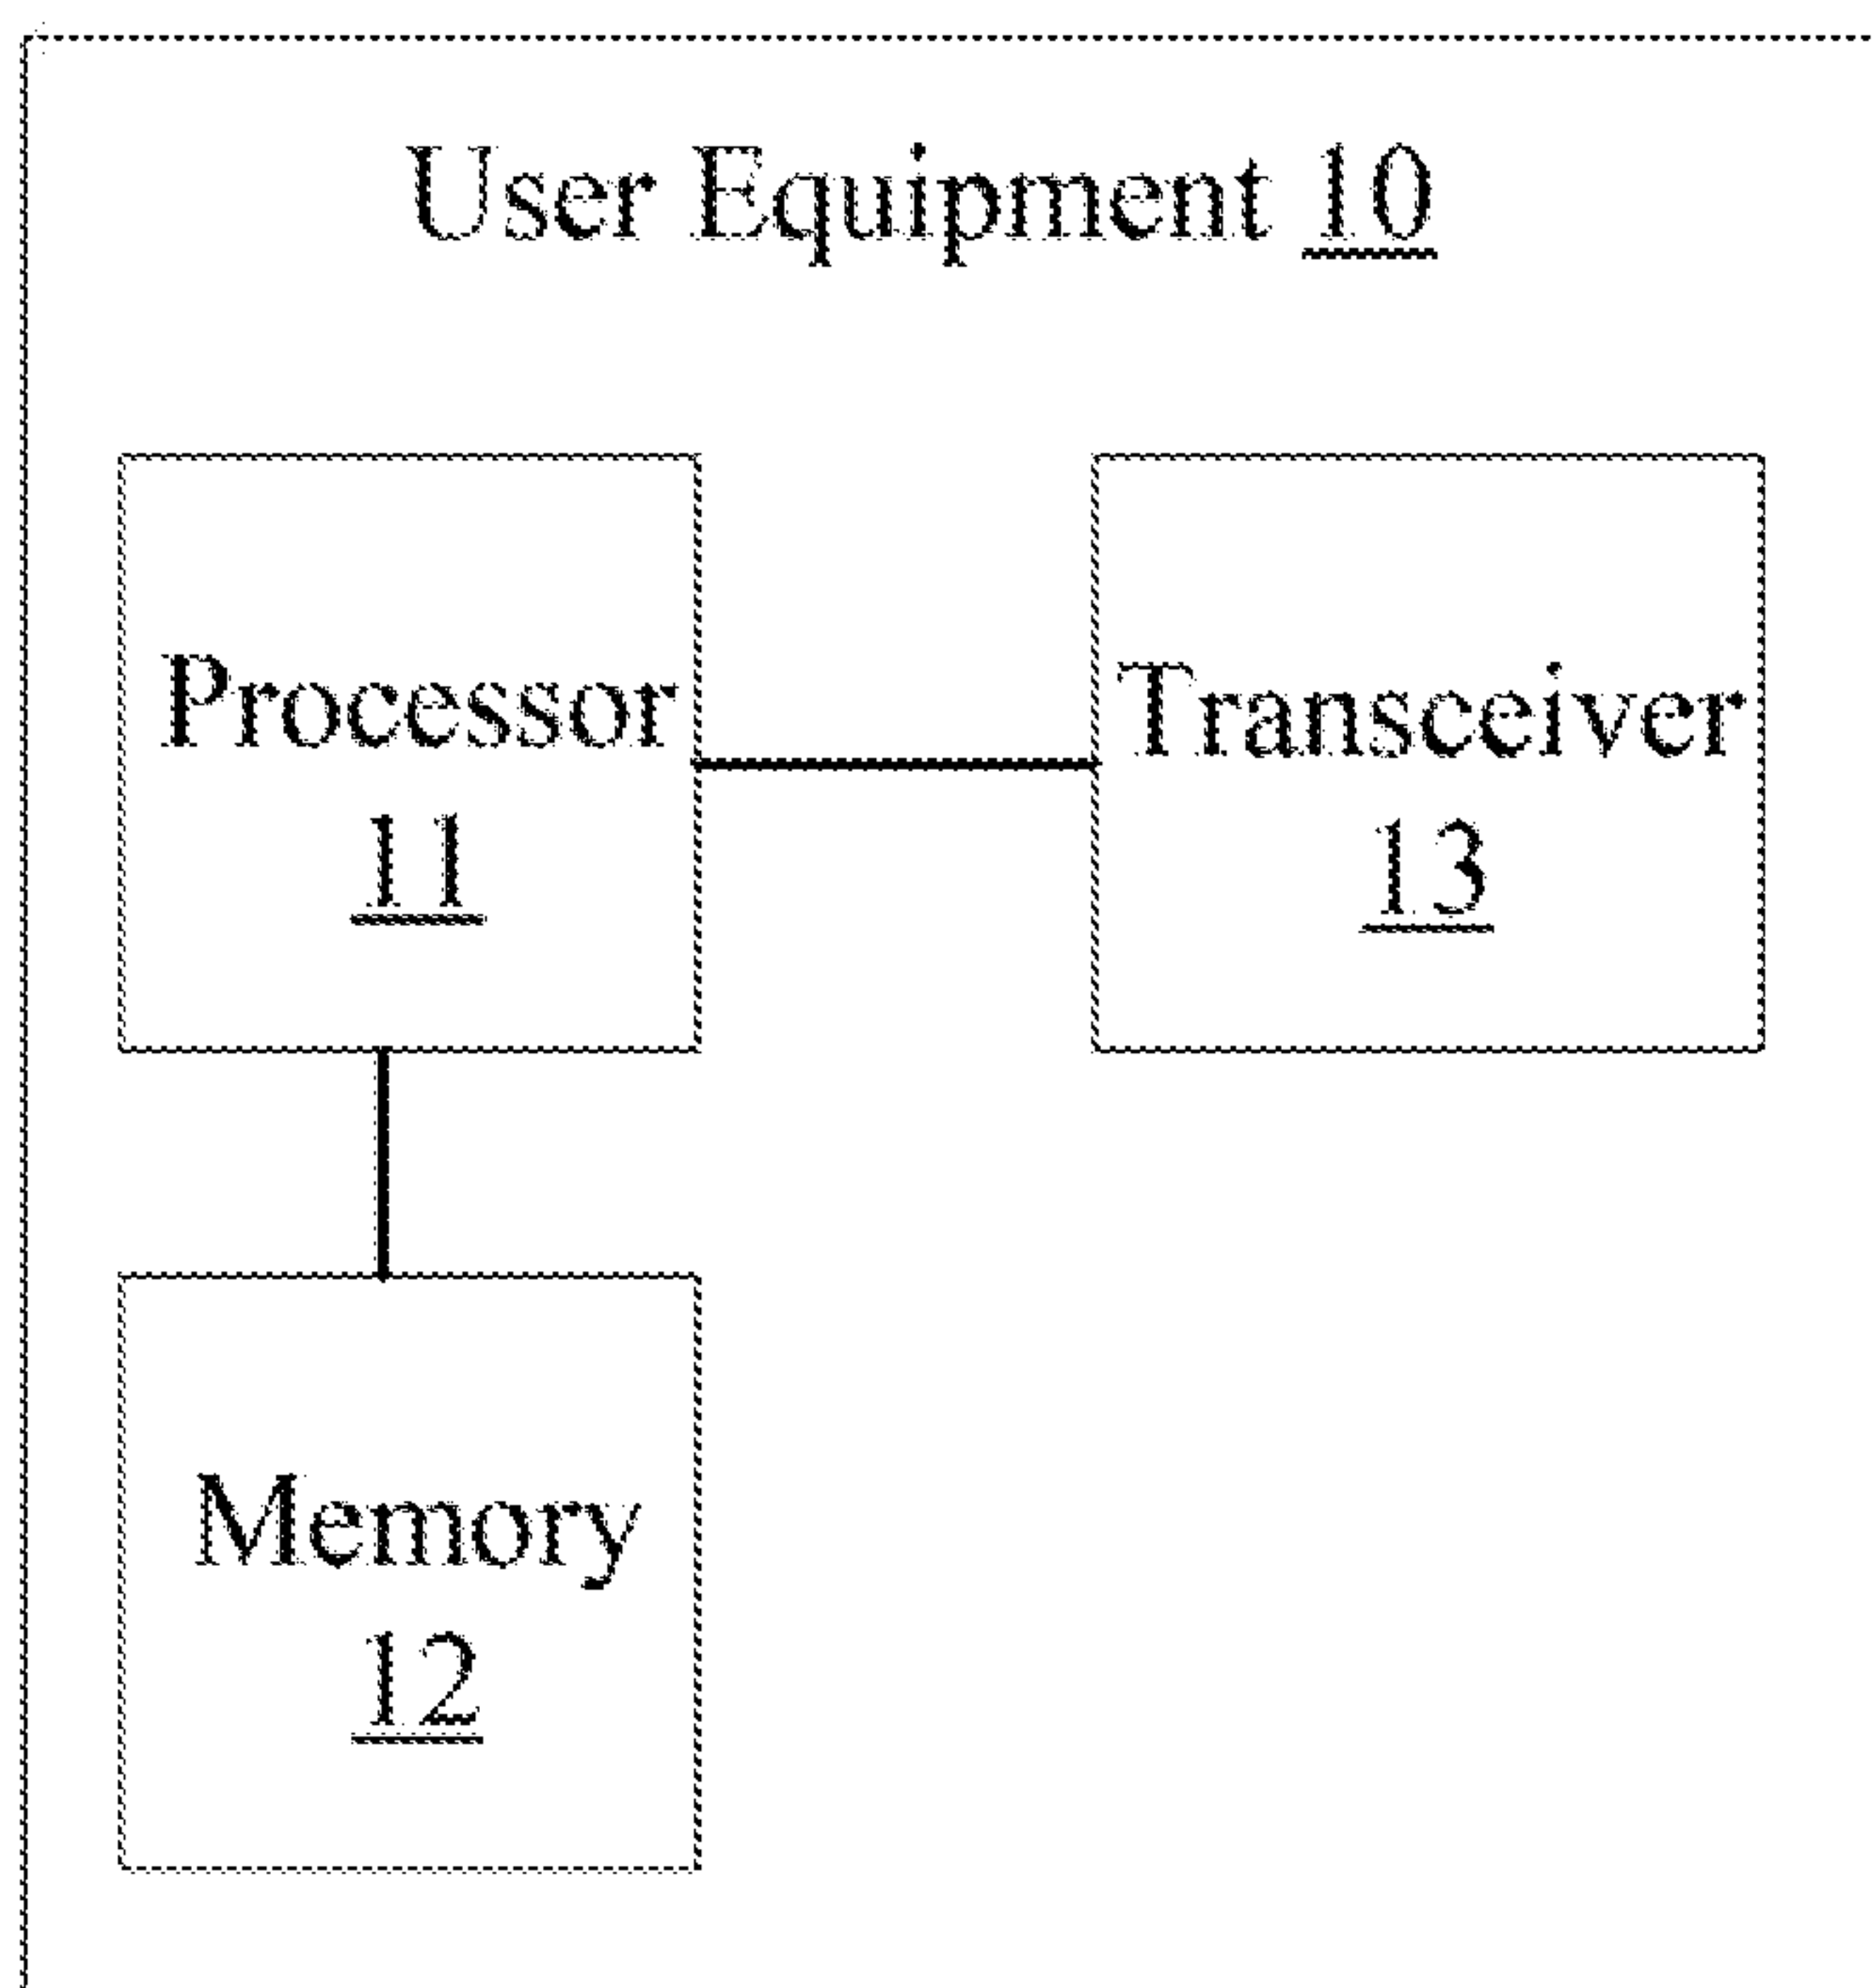 User Equipment 10
Processor
11
Transceiver
13
Memory
12